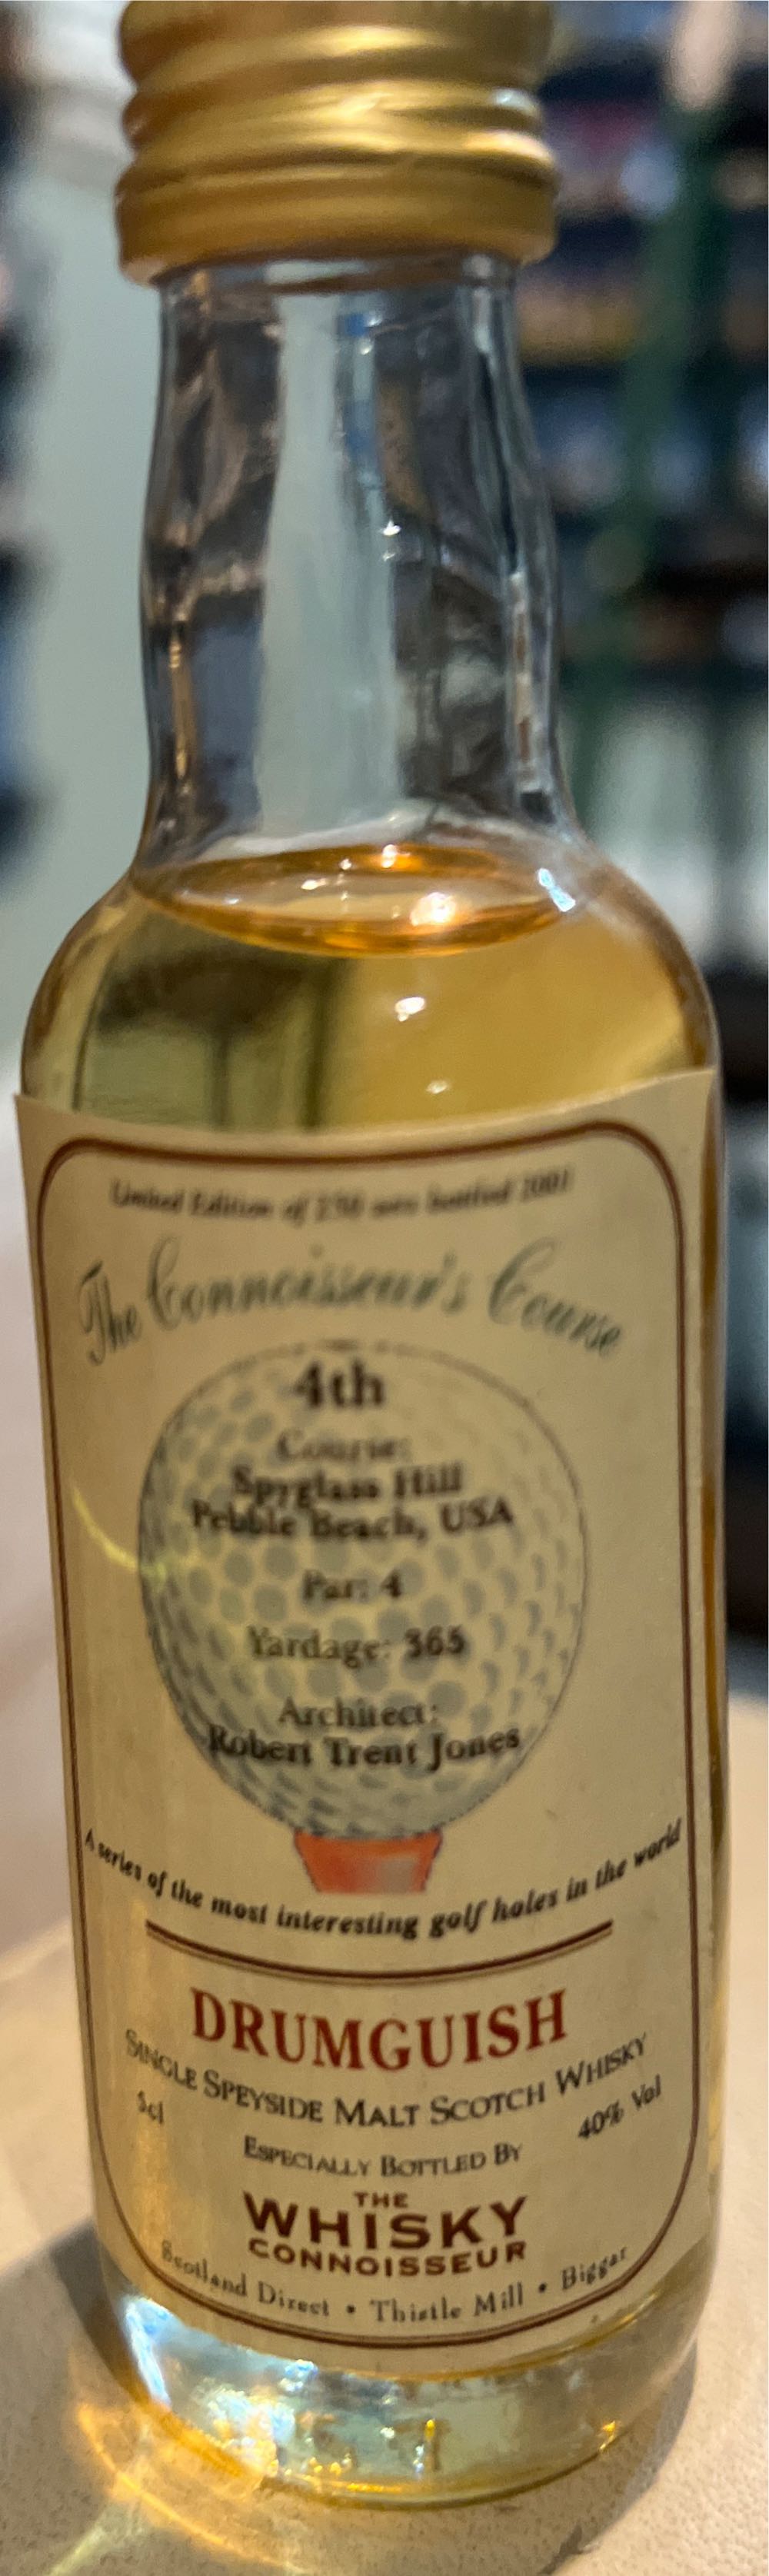 Limited Edition of 250 were bottled 2001
The Connoisseur's Course
4th
Course:
Spyglass Hill
Pebble Beach, USA
Par: 4
Yardage: 365
Architect:
Robert Trent Jones
A series of the most interesting golf holes in the world
DRUMGUISH
SINGLE SPEYSIDE MALT SCOTCH WHISKY
5cl
40% Vol
ESPECIALLY BOTTLED BY
THE
WHISKY
CONNOISSEUR
Scotland Direct • Thistle Mill • Biggar